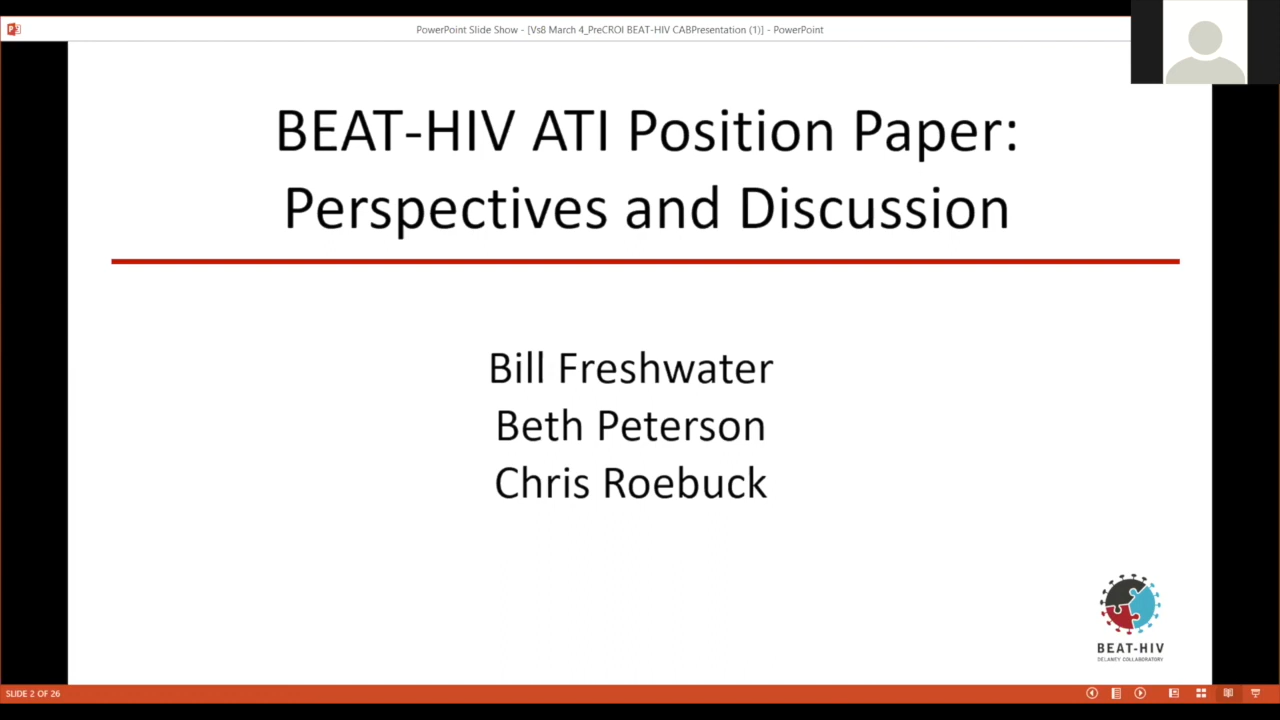 PowerPoint Slide Show - [Vs8 March 4_PreCROI BEAT-HIV CABPresentation (1)] - PowerPoint
BEAT-HIV ATI Position Paper:
Perspectives and Discussion
Bill Freshwater
Beth Peterson
Chris Roebuck
BEAT-HIV
DELANEY COLLABORATORY
SLIDE 2 OF 26